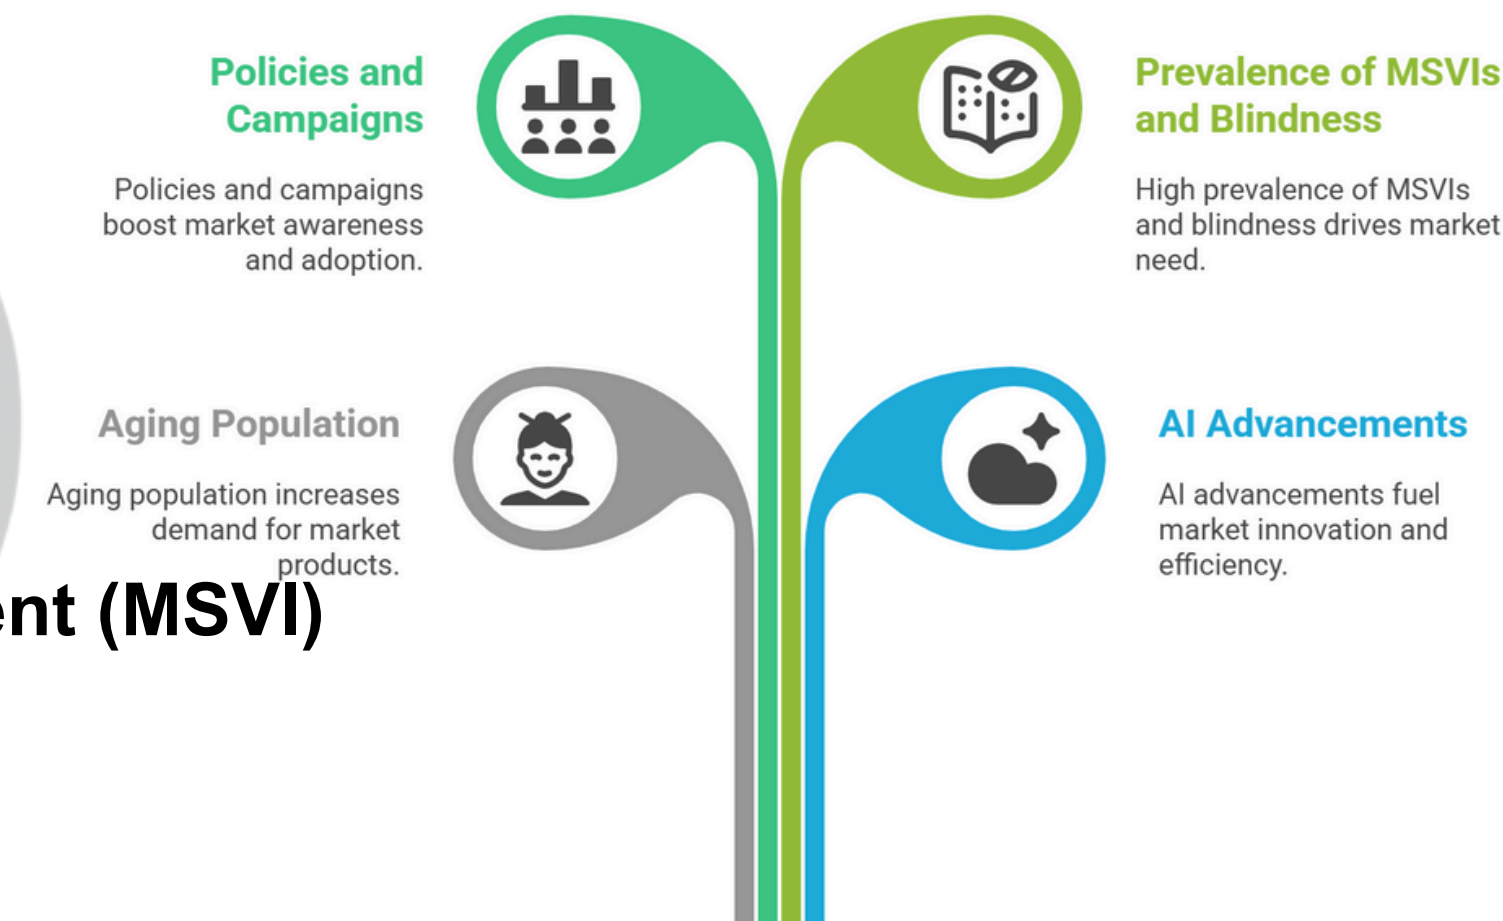 Policies and
Campaigns
Policies and campaigns
boost market awareness
and adoption.
Prevalence of MSVIs
and Blindness
High prevalence of MSVIs
and blindness drives market
need.
Aging Population
Aging population increases
demand for market
products.
AI Advancements
AI advancements fuel
market innovation and
efficiency.
(MSVI)